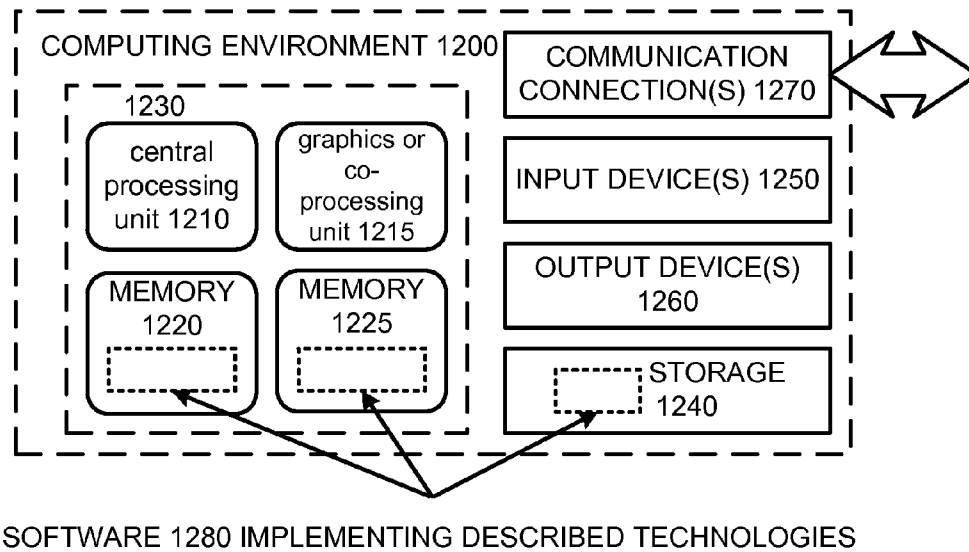 COMPUTING ENVIRONMENT 1200
1230
central
processing
unit 1210
graphics or
co-
processing
unit 1215
MEMORY
1220
MEMORY
1225
COMMUNICATION
CONNECTION(S) 1270
INPUT DEVICE(S) 1250
OUTPUT DEVICE(S)
1260
STORAGE
1240
SOFTWARE 1280 IMPLEMENTING DESCRIBED TECHNOLOGIES